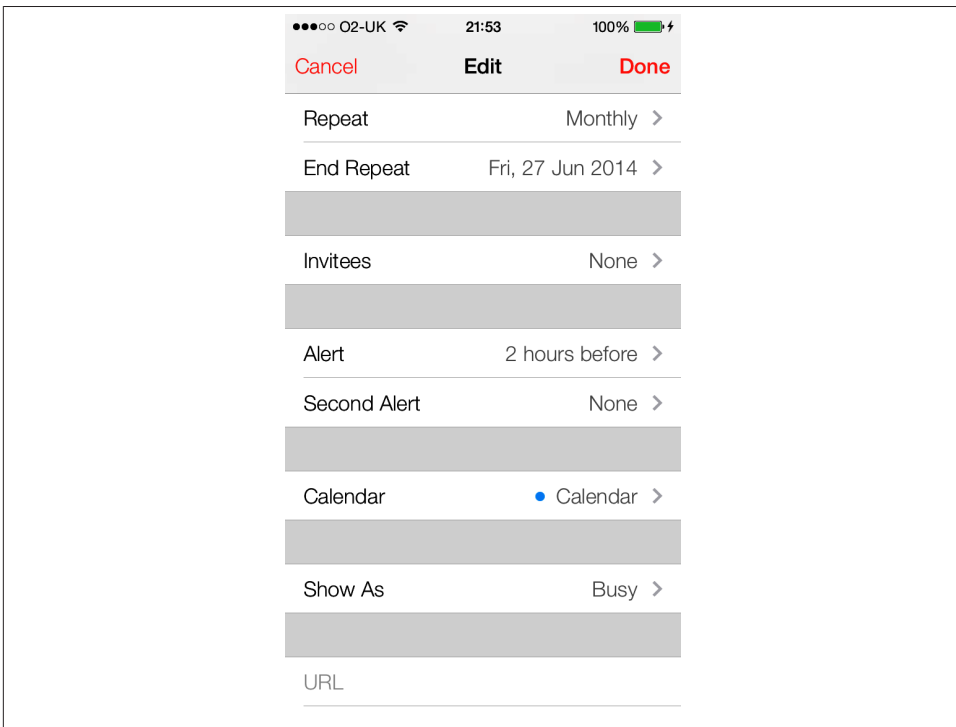 O2-UK 21:53 100%
Cancel Edit Done
Repeat Monthly
End Repeat Fri, 27 Jun 2014
Invitees None
Alert 2 hours before
Second Alert None
Calendar Calendar
Show As Busy
URL